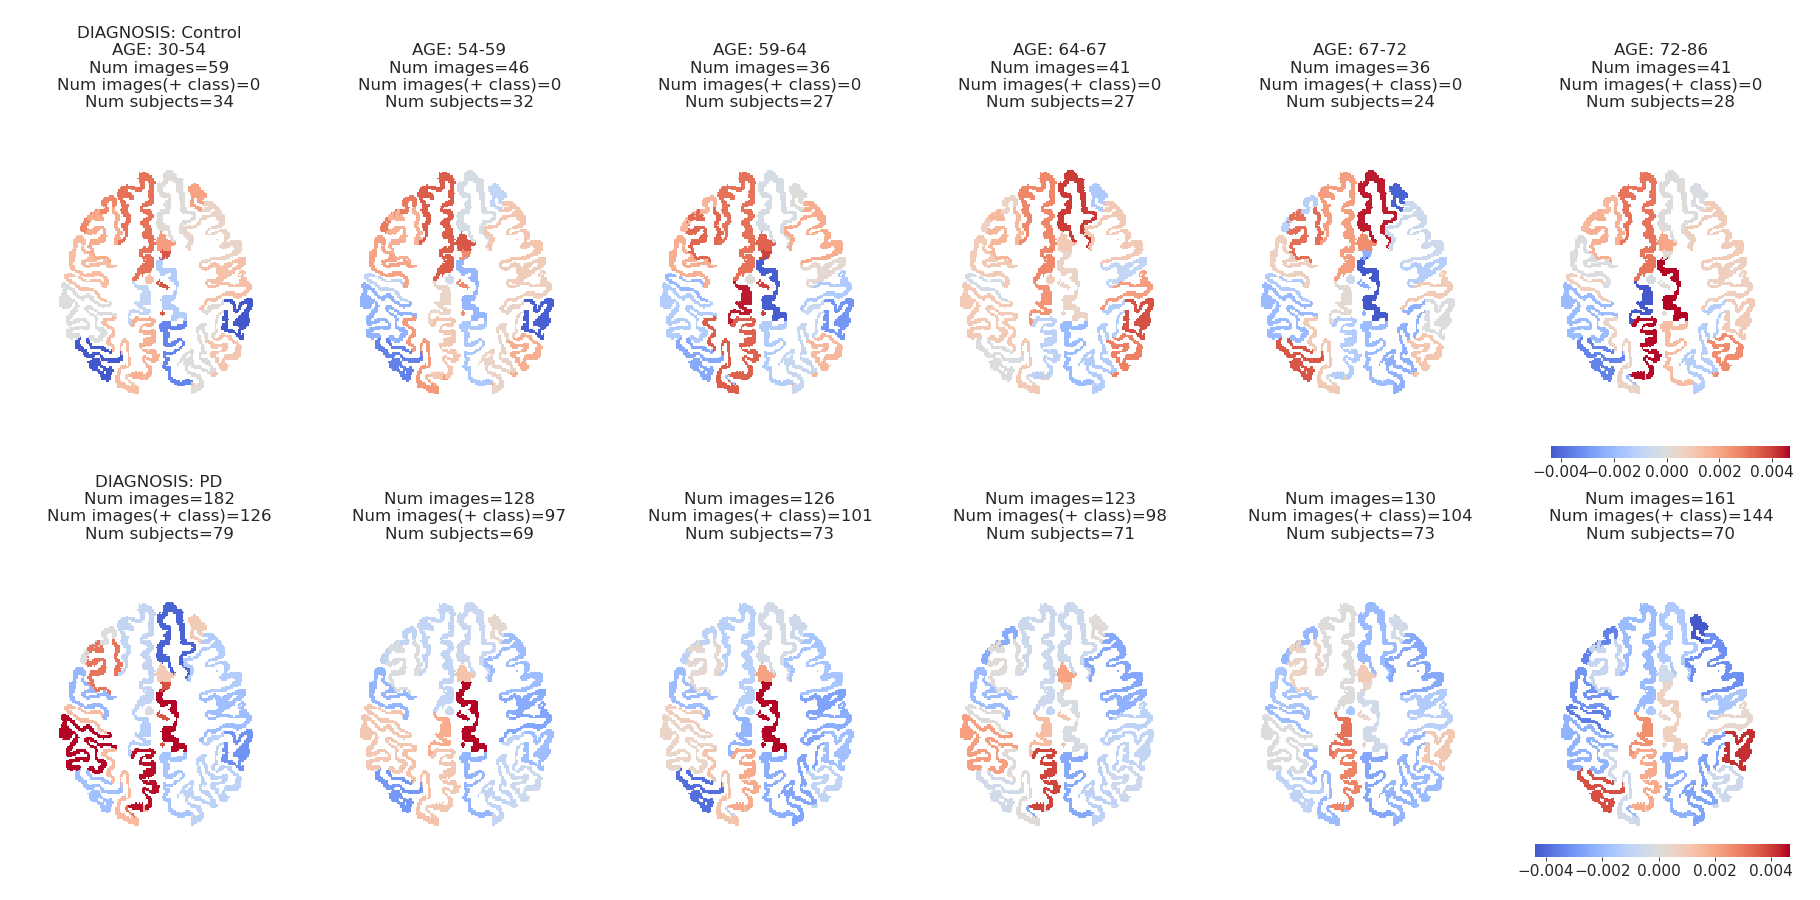 DIAGNOSIS: Control
AGE: 30-54
Num images=59
Num images(+ class)=0
Num subjects=34
AGE: 54-59
Num images=46
Num images(+ class)=0
Num subjects=32
AGE: 59-64
Num images=36
Num images(+ class)=0
Num subjects=27
AGE: 64-67
Num images=41
Num images(+ class)=0
Num subjects=27
AGE: 67-72
Num images=36
Num images(+ class)=0
Num subjects=24
AGE: 72-86
Num images=41
Num images(+ class)=0
Num subjects=28
−0.004 −0.002 0.000 0.002 0.004
DIAGNOSIS: PD
Num images=182
Num images(+ class)=126
Num subjects=79
Num images=128
Num images(+ class)=97
Num subjects=69
Num images=126
Num images(+ class)=101
Num subjects=73
Num images=123
Num images(+ class)=98
Num subjects=71
Num images=130
Num images(+ class)=104
Num subjects=73
Num images=161
Num images(+ class)=144
Num subjects=70
−0.004 −0.002 0.000 0.002 0.004